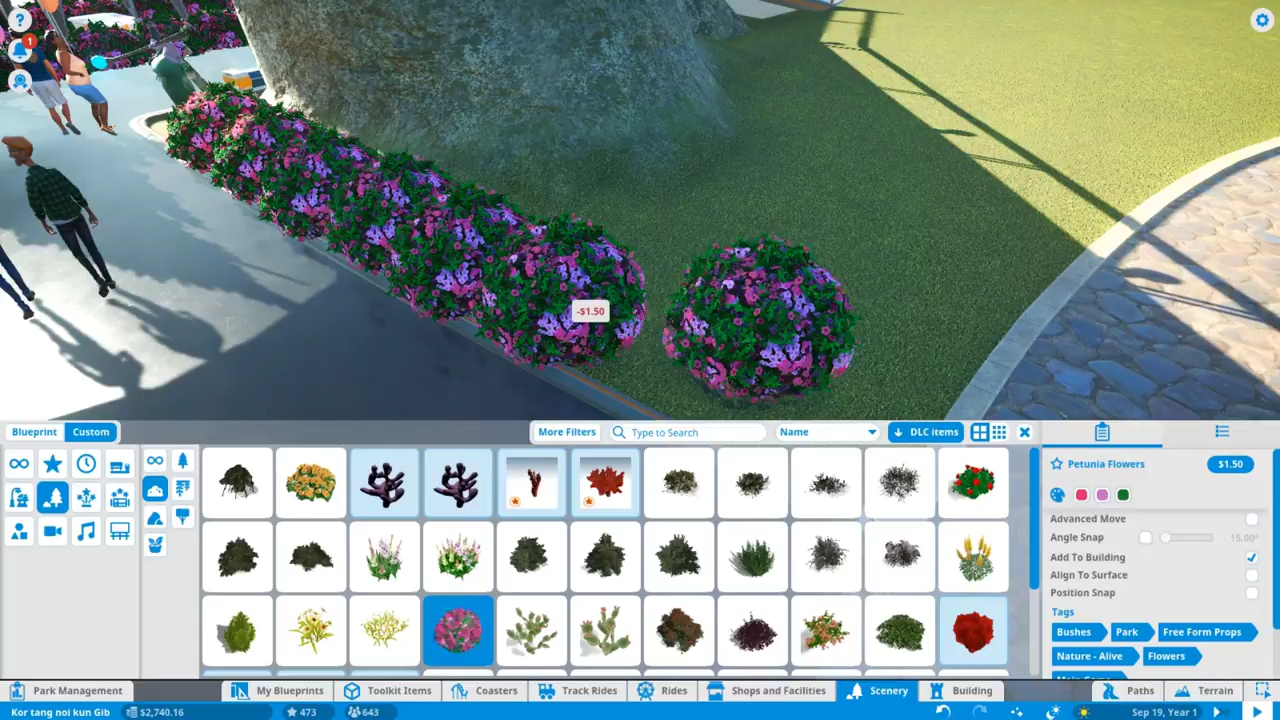 ?
1
-$1.50
Blueprint Custom
More Filters Type to Search Name DLC items
Petunia Flowers $1.50
Advanced Move
Angle Snap 15.00°
Add To Building
Align To Surface
Position Snap
Tags
Bushes Park Free Form Props
Nature - Alive Flowers
Park Management My Blueprints Toolkit Items Coasters Track Rides Rides Shops and Facilities Scenery Building Paths Terrain
Kor tang noi kun Gib $2,740.16 473 643 Sep 19, Year 1